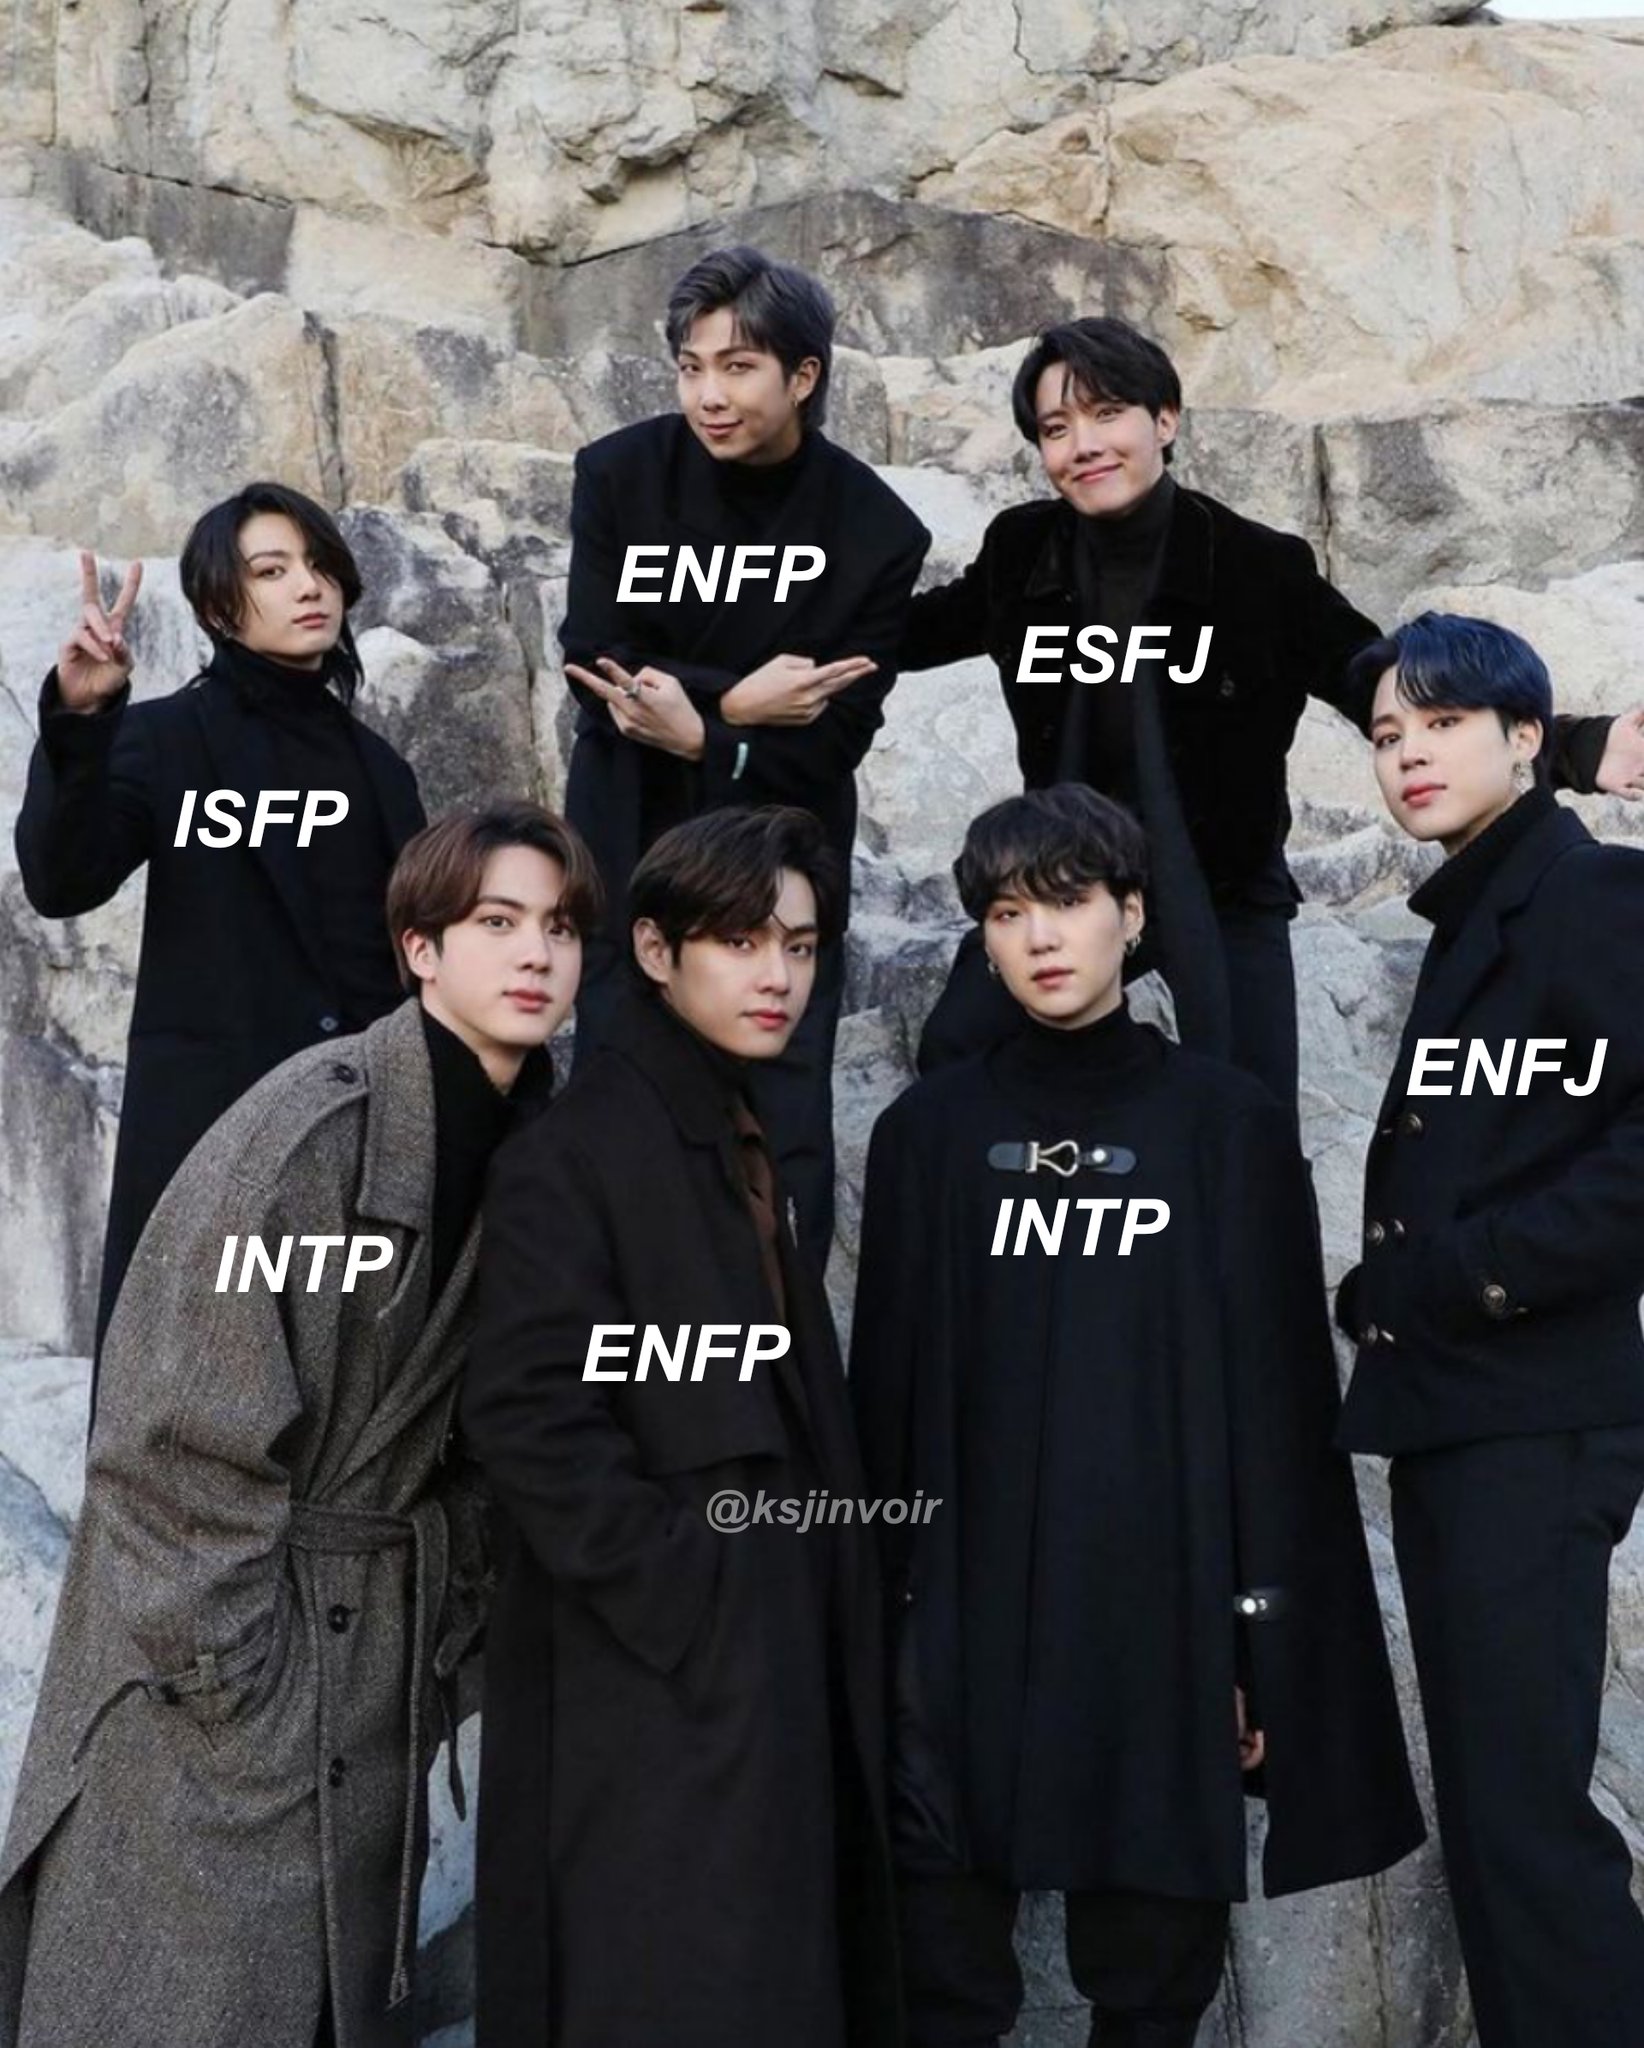 ENFP
ESFJ
ISFP
ENFJ
INTP
INTP
ENFP
@ksjinvoir